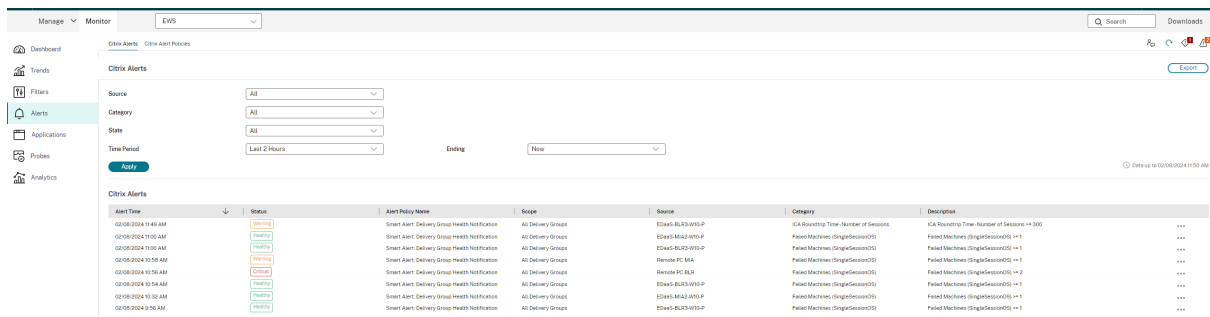 Manage Monitor EWS Search Downloads
Dashboard
Trends
Filters
Alerts
Applications
Probes
Analytics
Citrix Alerts Citrix Alert Policies
Citrix Alerts Export
Source All
Category All
State All
Time Period Last 2 Hours Ending Now
Apply Data up to 02/08/2024 11:50 AM
Citrix Alerts
Alert Time Status Alert Policy Name Scope Source Category Description
02/08/2024 11:49 AM Warning Smart Alert: Delivery Group Health Notification All Delivery Groups EDaaS-BLR3-W10-P ICA Roundtrip Time-Number of Sessions ICA Roundtrip Time-Number of Sessions >= 300
02/08/2024 11:00 AM Healthy Smart Alert: Delivery Group Health Notification All Delivery Groups EDaaS-MIA2-W10-P Failed Machines (SingleSessionOS) Failed Machines (SingleSessionOS) >= 1
02/08/2024 11:00 AM Healthy Smart Alert: Delivery Group Health Notification All Delivery Groups EDaaS-BLR3-W10-P Failed Machines (SingleSessionOS) Failed Machines (SingleSessionOS) >= 1
02/08/2024 10:58 AM Warning Smart Alert: Delivery Group Health Notification All Delivery Groups Remote PC MIA Failed Machines (SingleSessionOS) Failed Machines (SingleSessionOS) >= 1
02/08/2024 10:56 AM Critical Smart Alert: Delivery Group Health Notification All Delivery Groups Remote PC BLR Failed Machines (SingleSessionOS) Failed Machines (SingleSessionOS) >= 2
02/08/2024 10:54 AM Healthy Smart Alert: Delivery Group Health Notification All Delivery Groups EDaaS-BLR3-W10-P Failed Machines (SingleSessionOS) Failed Machines (SingleSessionOS) >= 1
02/08/2024 10:32 AM Healthy Smart Alert: Delivery Group Health Notification All Delivery Groups EDaaS-MIA2-W10-P Failed Machines (SingleSessionOS) Failed Machines (SingleSessionOS) >= 1
02/08/2024 9:56 AM Healthy Smart Alert: Delivery Group Health Notification All Delivery Groups EDaaS-BLR3-W10-P Failed Machines (SingleSessionOS) Failed Machines (SingleSessionOS) >= 1